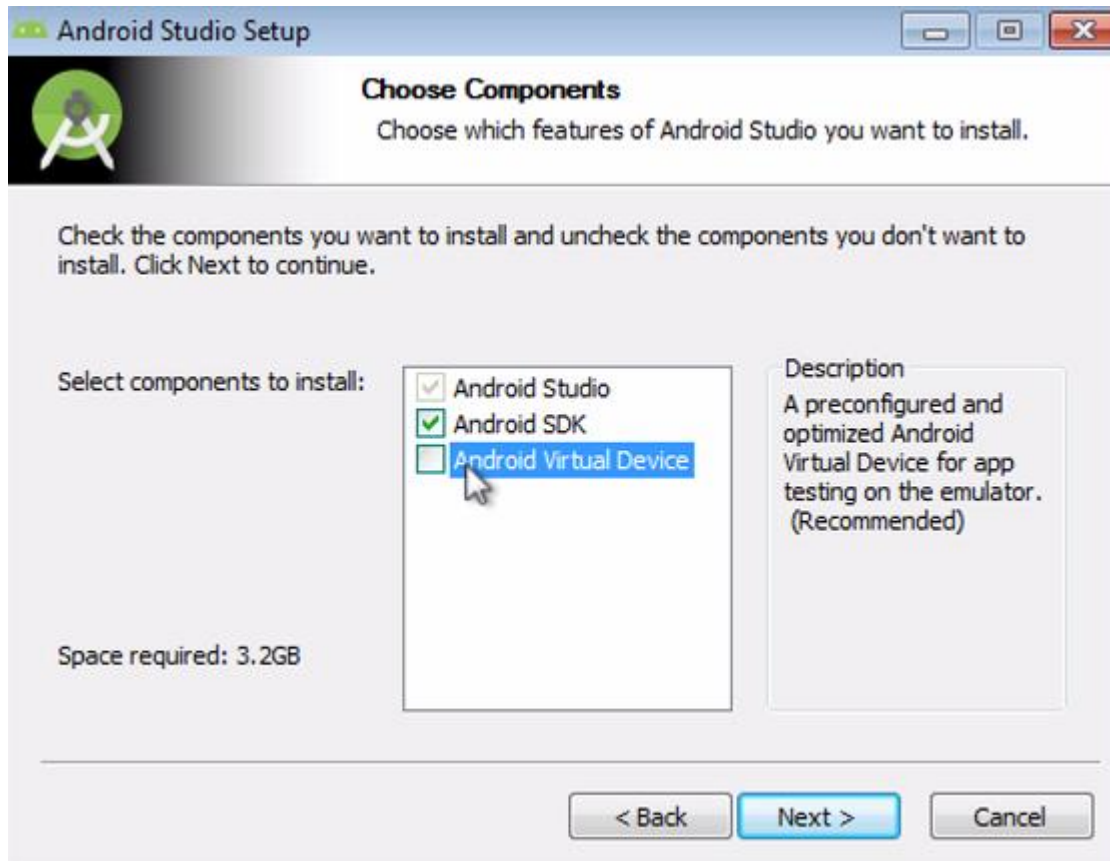 Android Studio Setup
Choose Components
Choose which features of Android Studio you want to install.
Check the components you want to install and uncheck the components you don't want to
install. Click Next to continue.
Select components to install:
Android Studio
Android SDK
Android Virtual Device
Description
A preconfigured and
optimized Android
Virtual Device for app
testing on the emulator.
(Recommended)
Space required: 3.2GB
< Back
Next >
Cancel